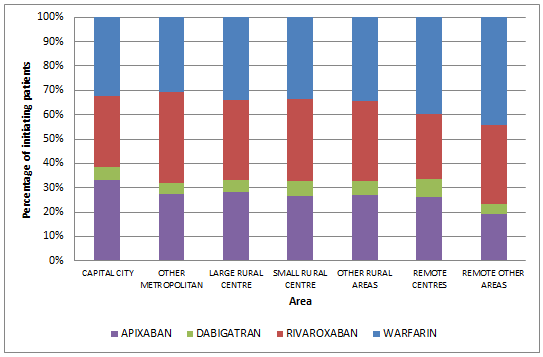 100%
90%
80%
70%
60%
50%
40%
30%
20%
10%
0%
Percentage of initiating patients
CAPITAL CITY
OTHER
METROPOLITAN
LARGE RURAL
CENTRE
SMALL RURAL
CENTRE
OTHER RURAL
AREAS
REMOTE
CENTRES
REMOTE OTHER
AREAS
Area
APIXABAN
DABIGATRAN
RIVAROXABAN
WARFARIN